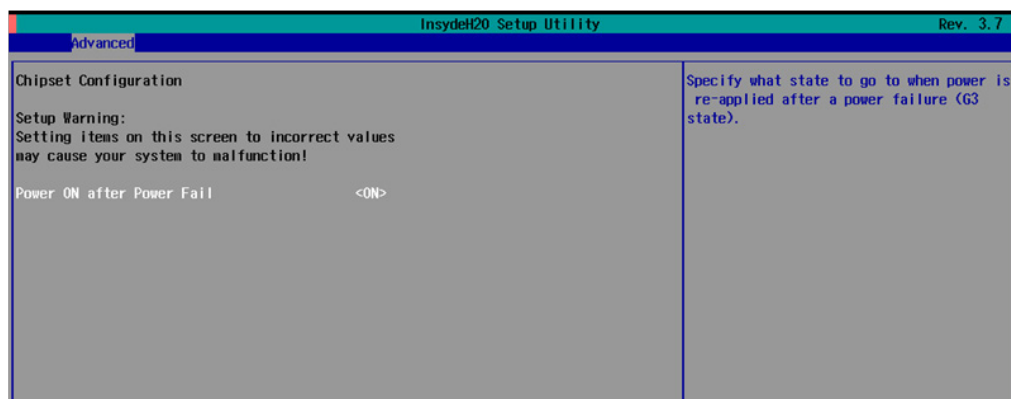 InsydeH20 Setup Utility Rev. 3.7
Advanced
Chipset Configuration
Setup Warning:
Setting items on this screen to incorrect values
may cause your system to malfunction!
Power ON after Power Fail <ON>
Specify what state to go to when power is
re-applied after a power failure (G3
state).